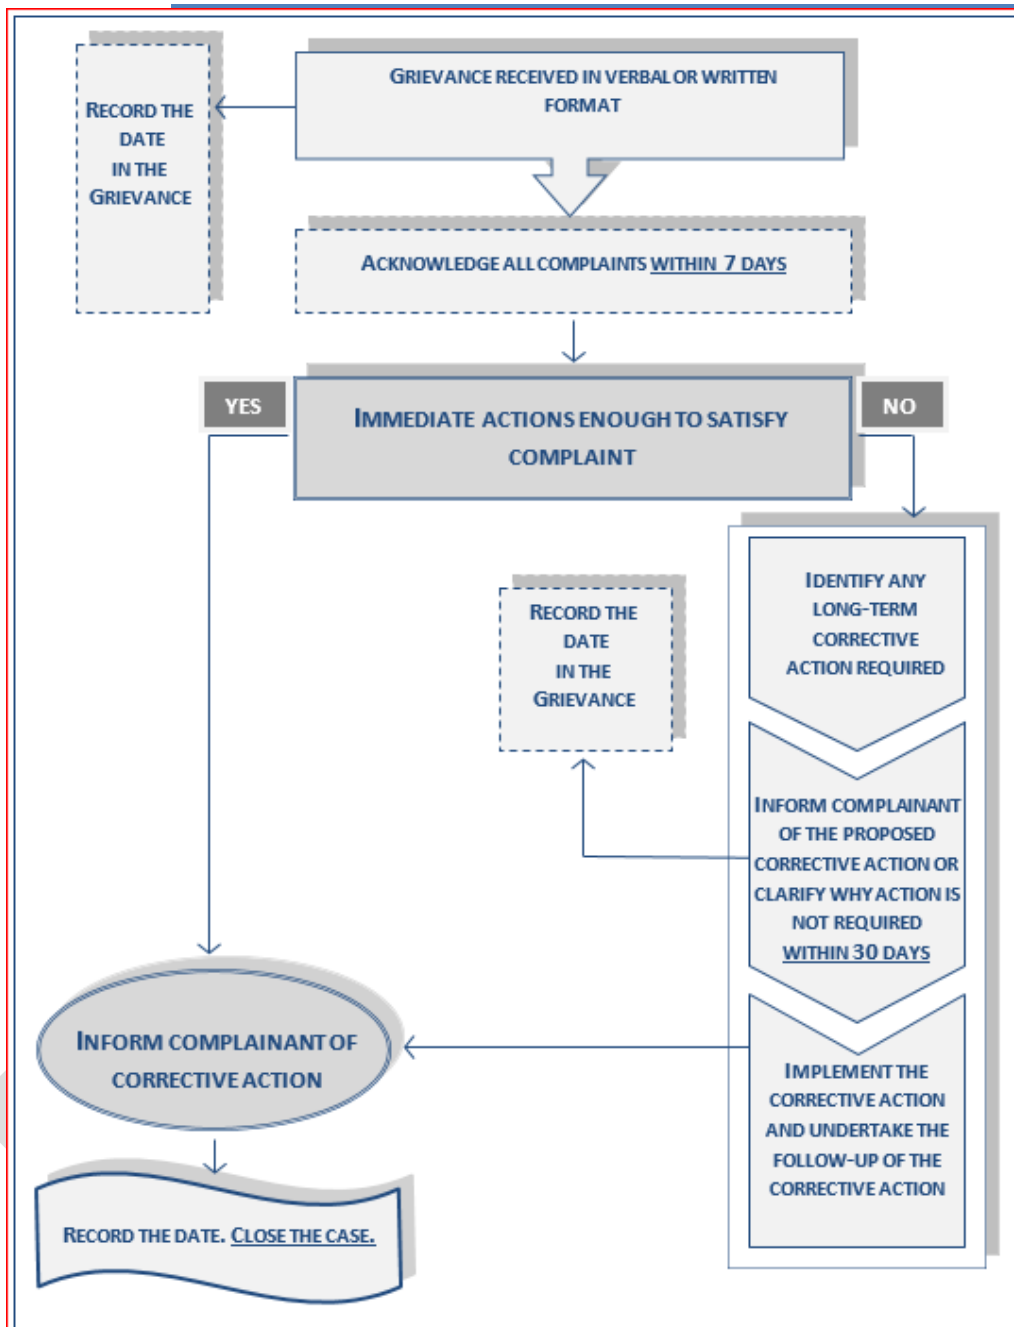 GRIEVANCE RECEIVED IN VERBAL OR WRITTEN
FORMAT
RECORD THE
DATE
IN THE
GRIEVANCE
ACKNOWLEDGE ALL COMPLAINTS WITHIN 7 DAYS
YES
IMMEDIATE ACTIONS ENOUGH TO SATISFY
COMPLAINT
NO
IDENTIFY ANY
LONG-TERM
CORRECTIVE
ACTION REQUIRED
RECORD THE
DATE
IN THE
GRIEVANCE
INFORM COMPLAINANT
OF THE PROPOSED
CORRECTIVE ACTION OR
CLARIFY WHY ACTION IS
NOT REQUIRED
WITHIN 30 DAYS
INFORM COMPLAINANT OF
CORRECTIVE ACTION
IMPLEMENT THE
CORRECTIVE ACTION
AND UNDERTAKE THE
FOLLOW-UP OF THE
CORRECTIVE ACTION
RECORD THE DATE. CLOSE THE CASE.